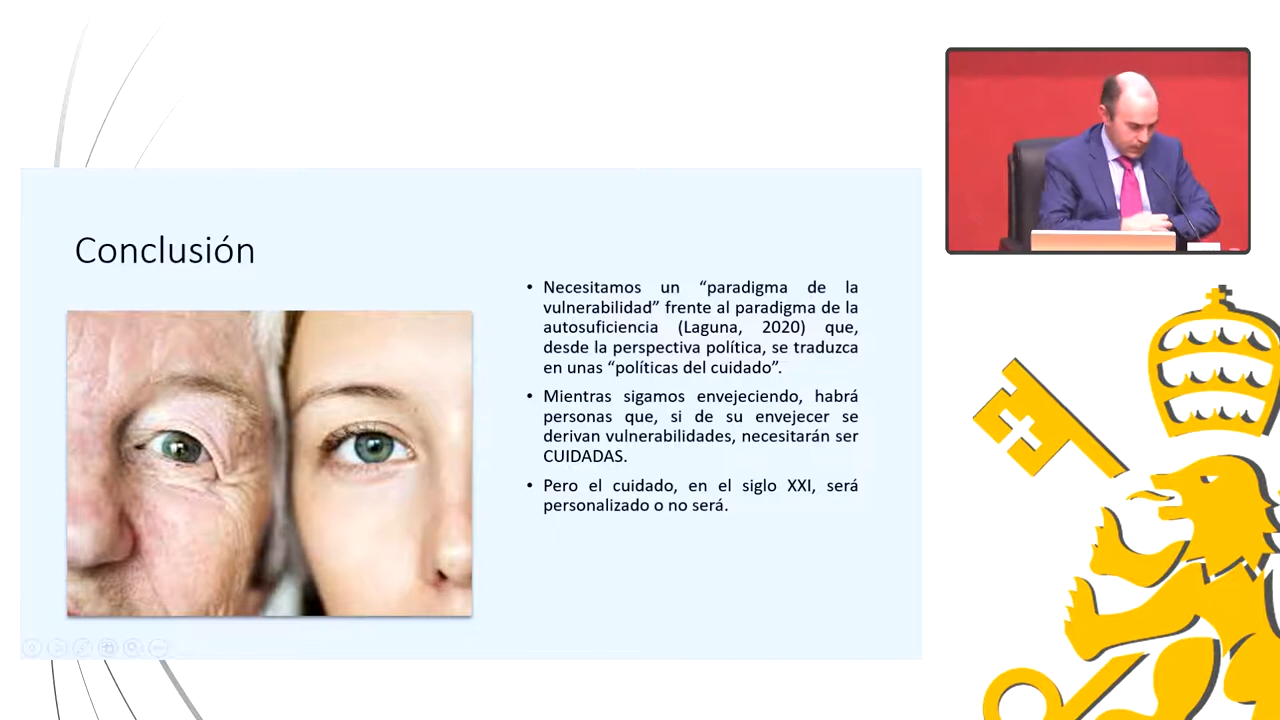 Conclusión
• Necesitamos un “paradigma de la
vulnerabilidad” frente al paradigma de la
autosuficiencia (Laguna, 2020) que,
desde la perspectiva política, se traduzca
en unas “políticas del cuidado”.
• Mientras sigamos envejeciendo, habrá
personas que, si de su envejecer se
derivan vulnerabilidades, necesitarán ser
CUIDADAS.
• Pero el cuidado, en el siglo XXI, será
personalizado o no será.